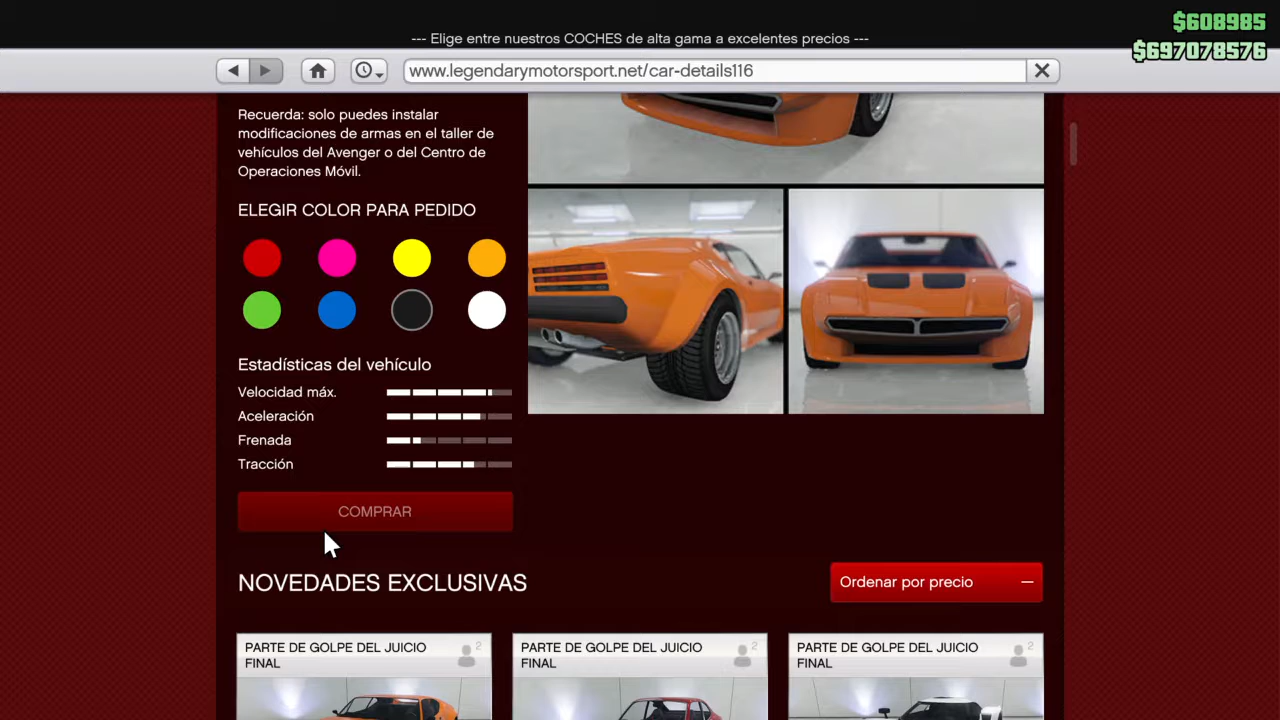 $608985
--- Elige entre nuestros COCHES de alta gama a excelentes precios ---
$697078576
www.legendarymotorsport.net/car-details116
Recuerda: solo puedes instalar
modificaciones de armas en el taller de
vehículos del Avenger o del Centro de
Operaciones Móvil.
ELEGIR COLOR PARA PEDIDO
Estadísticas del vehículo
Velocidad máx.
Aceleración
Frenada
Tracción
COMPRAR
NOVEDADES EXCLUSIVAS
Ordenar por precio
PARTE DE GOLPE DEL JUICIO
FINAL
2
PARTE DE GOLPE DEL JUICIO
FINAL
2
PARTE DE GOLPE DEL JUICIO
FINAL
2